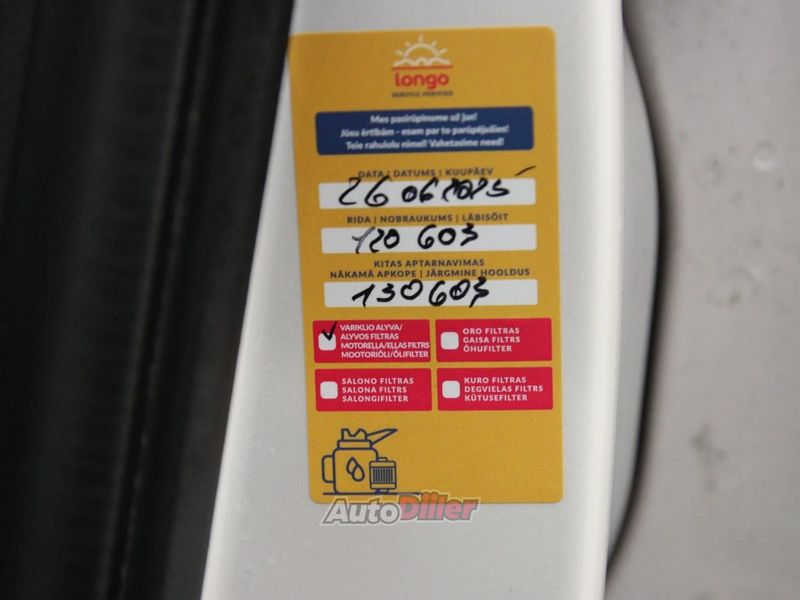 longo
SERVICE VERIFIED
Mes pasirūpinome už jus!
Jūsu ērtībām - esam par to parūpējušies!
Teie rahulolu nimel! Vahetasime need!
DATA | DATUMS | KUUPÄEV
26 06 2025
RIDA | NOBRAUKUMS | LÄBISÕIT
120 603
KITAS APTARNAVIMAS
NĀKAMĀ APKOPE | JÄRGMINE HOOLDUS
130603
VARIKLIO ALYVA/
ALYVOS FILTRAS
MOTOREĻĻA/EĻĻAS FILTRS
MOOTORIÕLI/ÕLIFILTER
ORO FILTRAS
GAISA FILTRS
ÕHUFILTER
SALONO FILTRAS
SALONA FILTRS
SALONGIFILTER
KURO FILTRAS
DEGVIELAS FILTRS
KÜTUSEFILTER
AutoDiiler